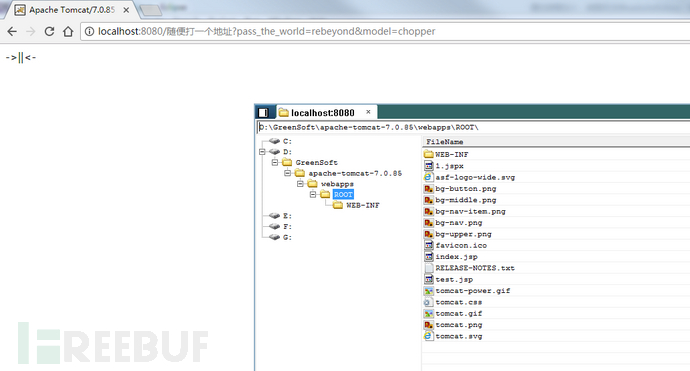 Apache Tomcat/7.0.85
localhost:8080/随便打一个地址?pass_the_world=rebeyond&model=chopper
->||<-
localhost:8080
D:\GreenSoft\apache-tomcat-7.0.85\webapps\ROOT\
C:
D:
GreenSoft
apache-tomcat-7.0.85
webapps
ROOT
WEB-INF
E:
F:
G:
FileName
WEB-INF
1.jspx
asf-logo-wide.svg
bg-button.png
bg-middle.png
bg-nav-item.png
bg-nav.png
bg-upper.png
favicon.ico
index.jsp
RELEASE-NOTES.txt
test.jsp
tomcat-power.gif
tomcat.css
tomcat.gif
tomcat.png
tomcat.svg
FREEBUF